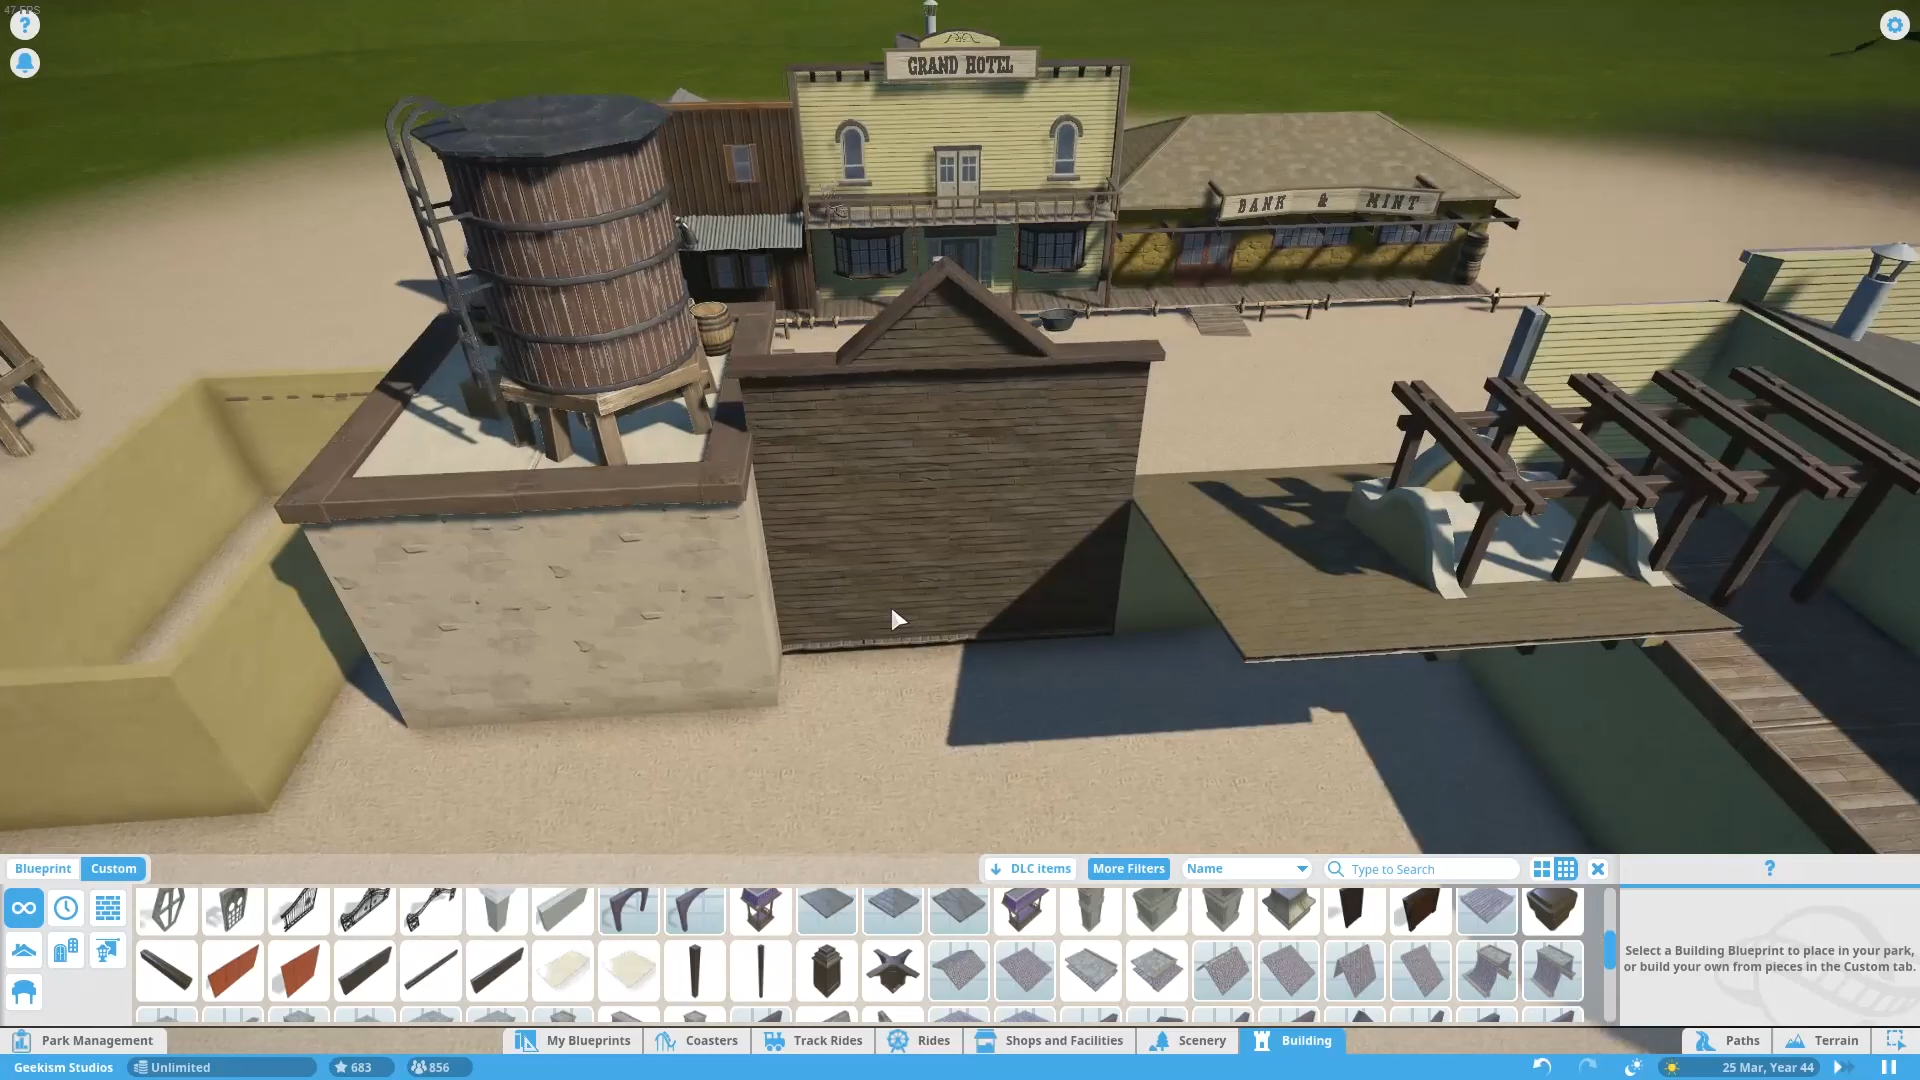 47 FPS
?
GRAND HOTEL
BANK & MINT
Blueprint Custom
DLC items More Filters Name Type to Search
?
Select a Building Blueprint to place in your park,
or build your own from pieces in the Custom tab.
Park Management My Blueprints Coasters Track Rides Rides Shops and Facilities Scenery Building Paths Terrain
Geekism Studios Unlimited 683 856 25 Mar, Year 44